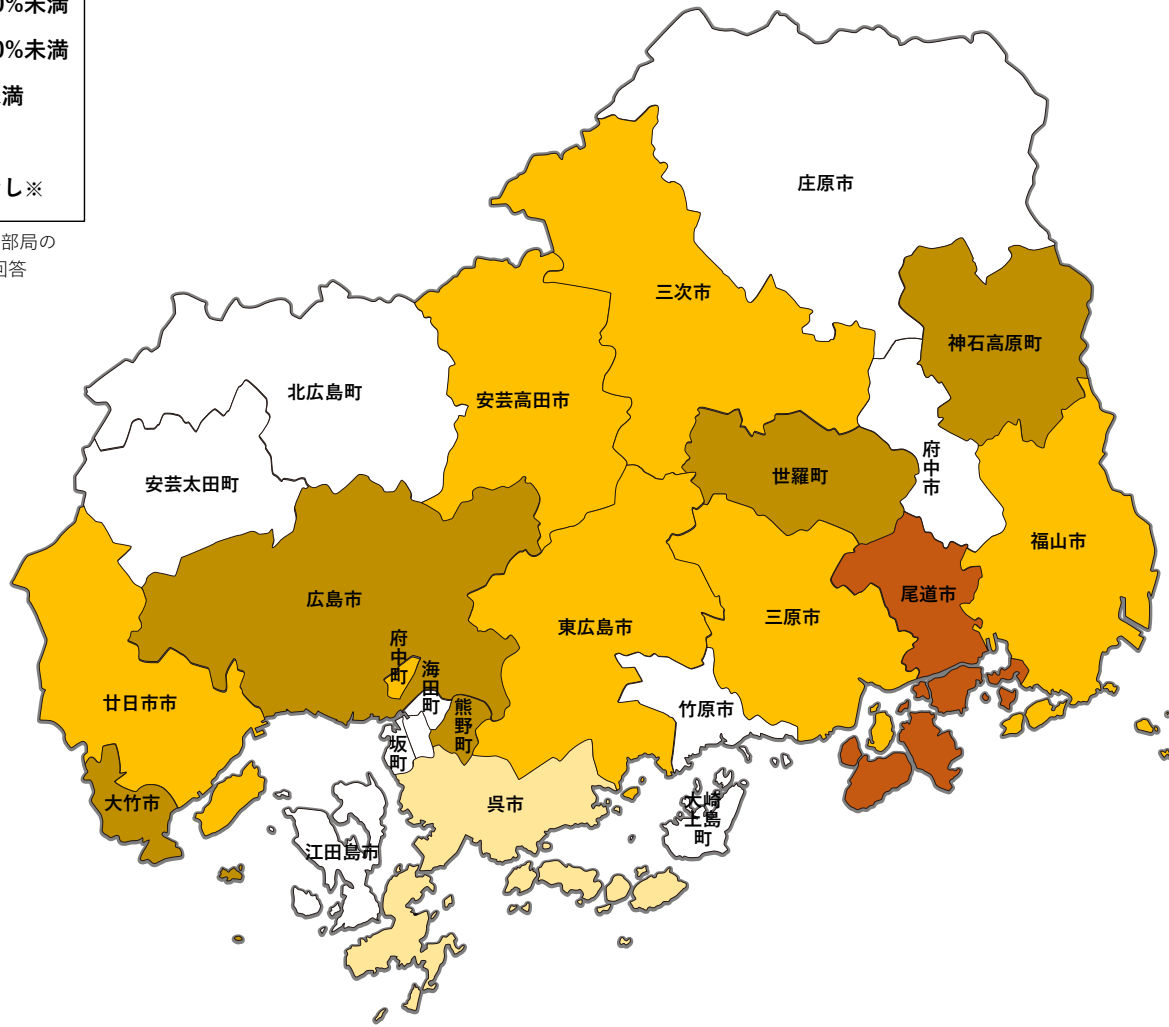 0%未満
0%未満
満
し※
部局の
回答
庄原市
三次市
神石高原町
北広島町
安芸高田市
安芸太田町
世羅町
府中市
福山市
広島市
尾道市
三原市
東広島市
府中町
海田町
廿日市市
熊野町
竹原市
坂町
大竹市
呉市
大崎上島町
江田島市